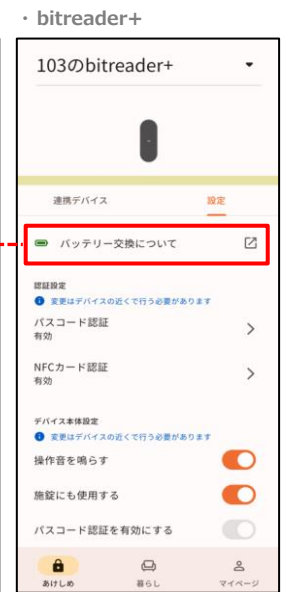 ・bitreader+
103のbitreader+
連携デバイス
設定
バッテリー交換について
認証設定
変更はデバイスの近くで行う必要があります
パスコード認証
有効
NFCカード認証
有効
デバイス本体設定
変更はデバイスの近くで行う必要があります
操作音を鳴らす
施錠にも使用する
パスコード認証を有効にする
あけしめ
暮らし
マイページ